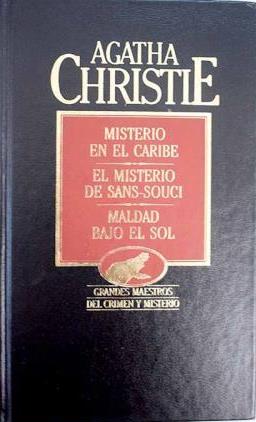 AGATHA
CHRISTIE
MISTERIO
EN EL CARIBE
EL MISTERIO
DE SANS-SOUCI
MALDAD
BAJO EL SOL
GRANDES MAESTROS
DEL CRIMEN Y MISTERIO